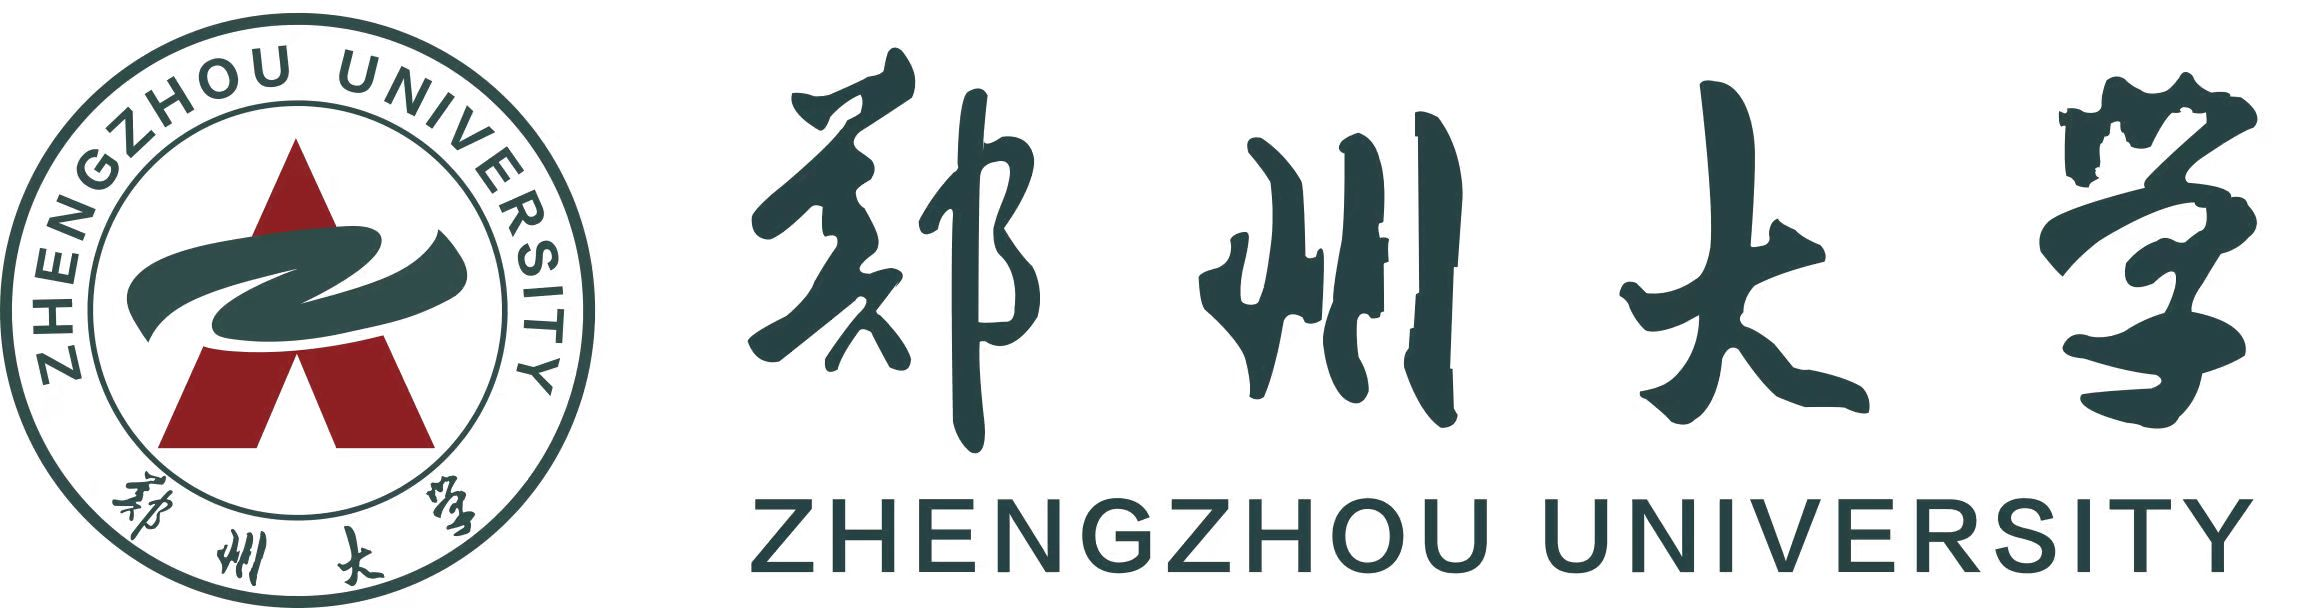 ZHENGZHOU UNIVERSITY
郑州大学
郑州大学
ZHENGZHOU UNIVERSITY